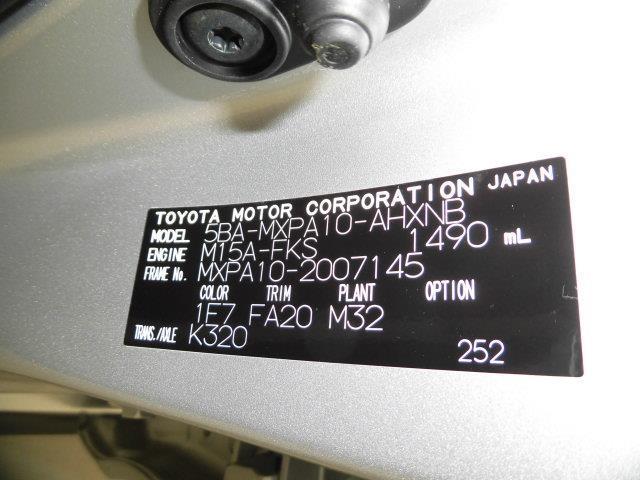 TOYOTA MOTOR CORPORATION JAPAN
MODEL 5BA-MXPA10-AHXNB
ENGINE M15A-FKS 1490 mL
FRAME No. MXPA10-2007145
COLOR TRIM PLANT OPTION
1F7 FA20 M32
TRANS./AXLE K320
252